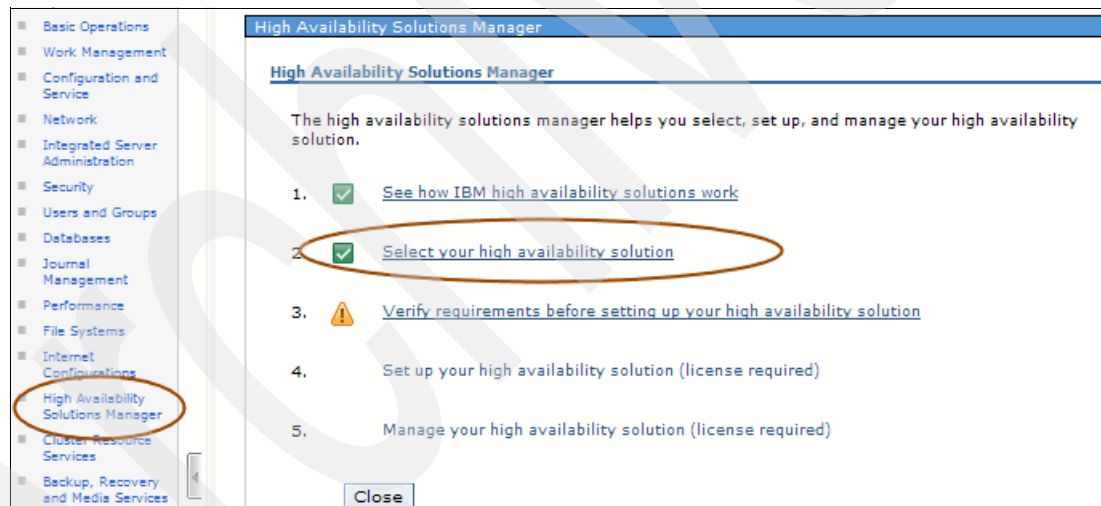 Basic Operations
Work Management
Configuration and
Service
Network
Integrated Server
Administration
Security
Users and Groups
Databases
Journal
Management
Performance
File Systems
Internet
Configurations
High Availability
Solutions Manager
Cluster Resource
Services
Backup, Recovery
and Media Services
High Availability Solutions Manager
High Availability Solutions Manager
The high availability solutions manager helps you select, set up, and manage your high availability
solution.
1. See how IBM high availability solutions work
2 Select your high availability solution
3. Verify requirements before setting up your high availability solution
4. Set up your high availability solution (license required)
5. Manage your high availability solution (license required)
Close